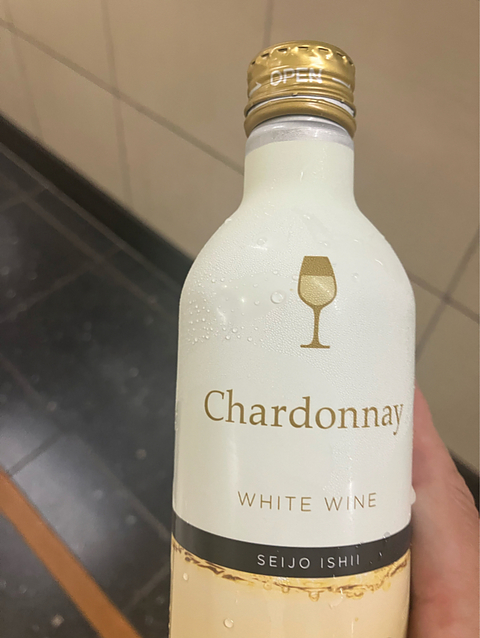 OPEN
Chardonnay
WHITE WINE
SEIJO ISHII